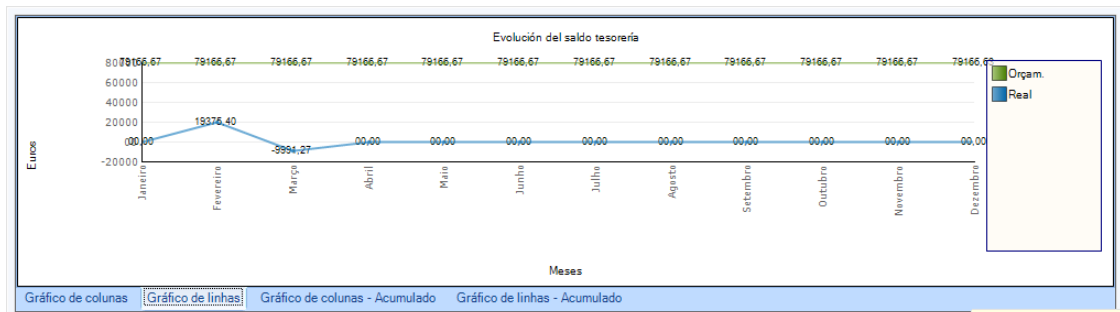 Evolución del saldo tesorería
Euros
80000
60000
40000
20000
00
-20000
79166,67 79166,67 79166,67 79166,67 79166,67 79166,67 79166,67 79166,67 79166,67 79166,67 79166,67
00,00 19375,40 -9991,27 00,00 00,00 00,00 00,00 00,00 00,00 00,00 00,00 00,00
Janeiro Fevereiro Março Abril Maio Junho Julho Agosto Setembro Outubro Novembro Dezembro
Meses
Orçam.
Real
Gráfico de colunas Gráfico de linhas Gráfico de colunas - Acumulado Gráfico de linhas - Acumulado